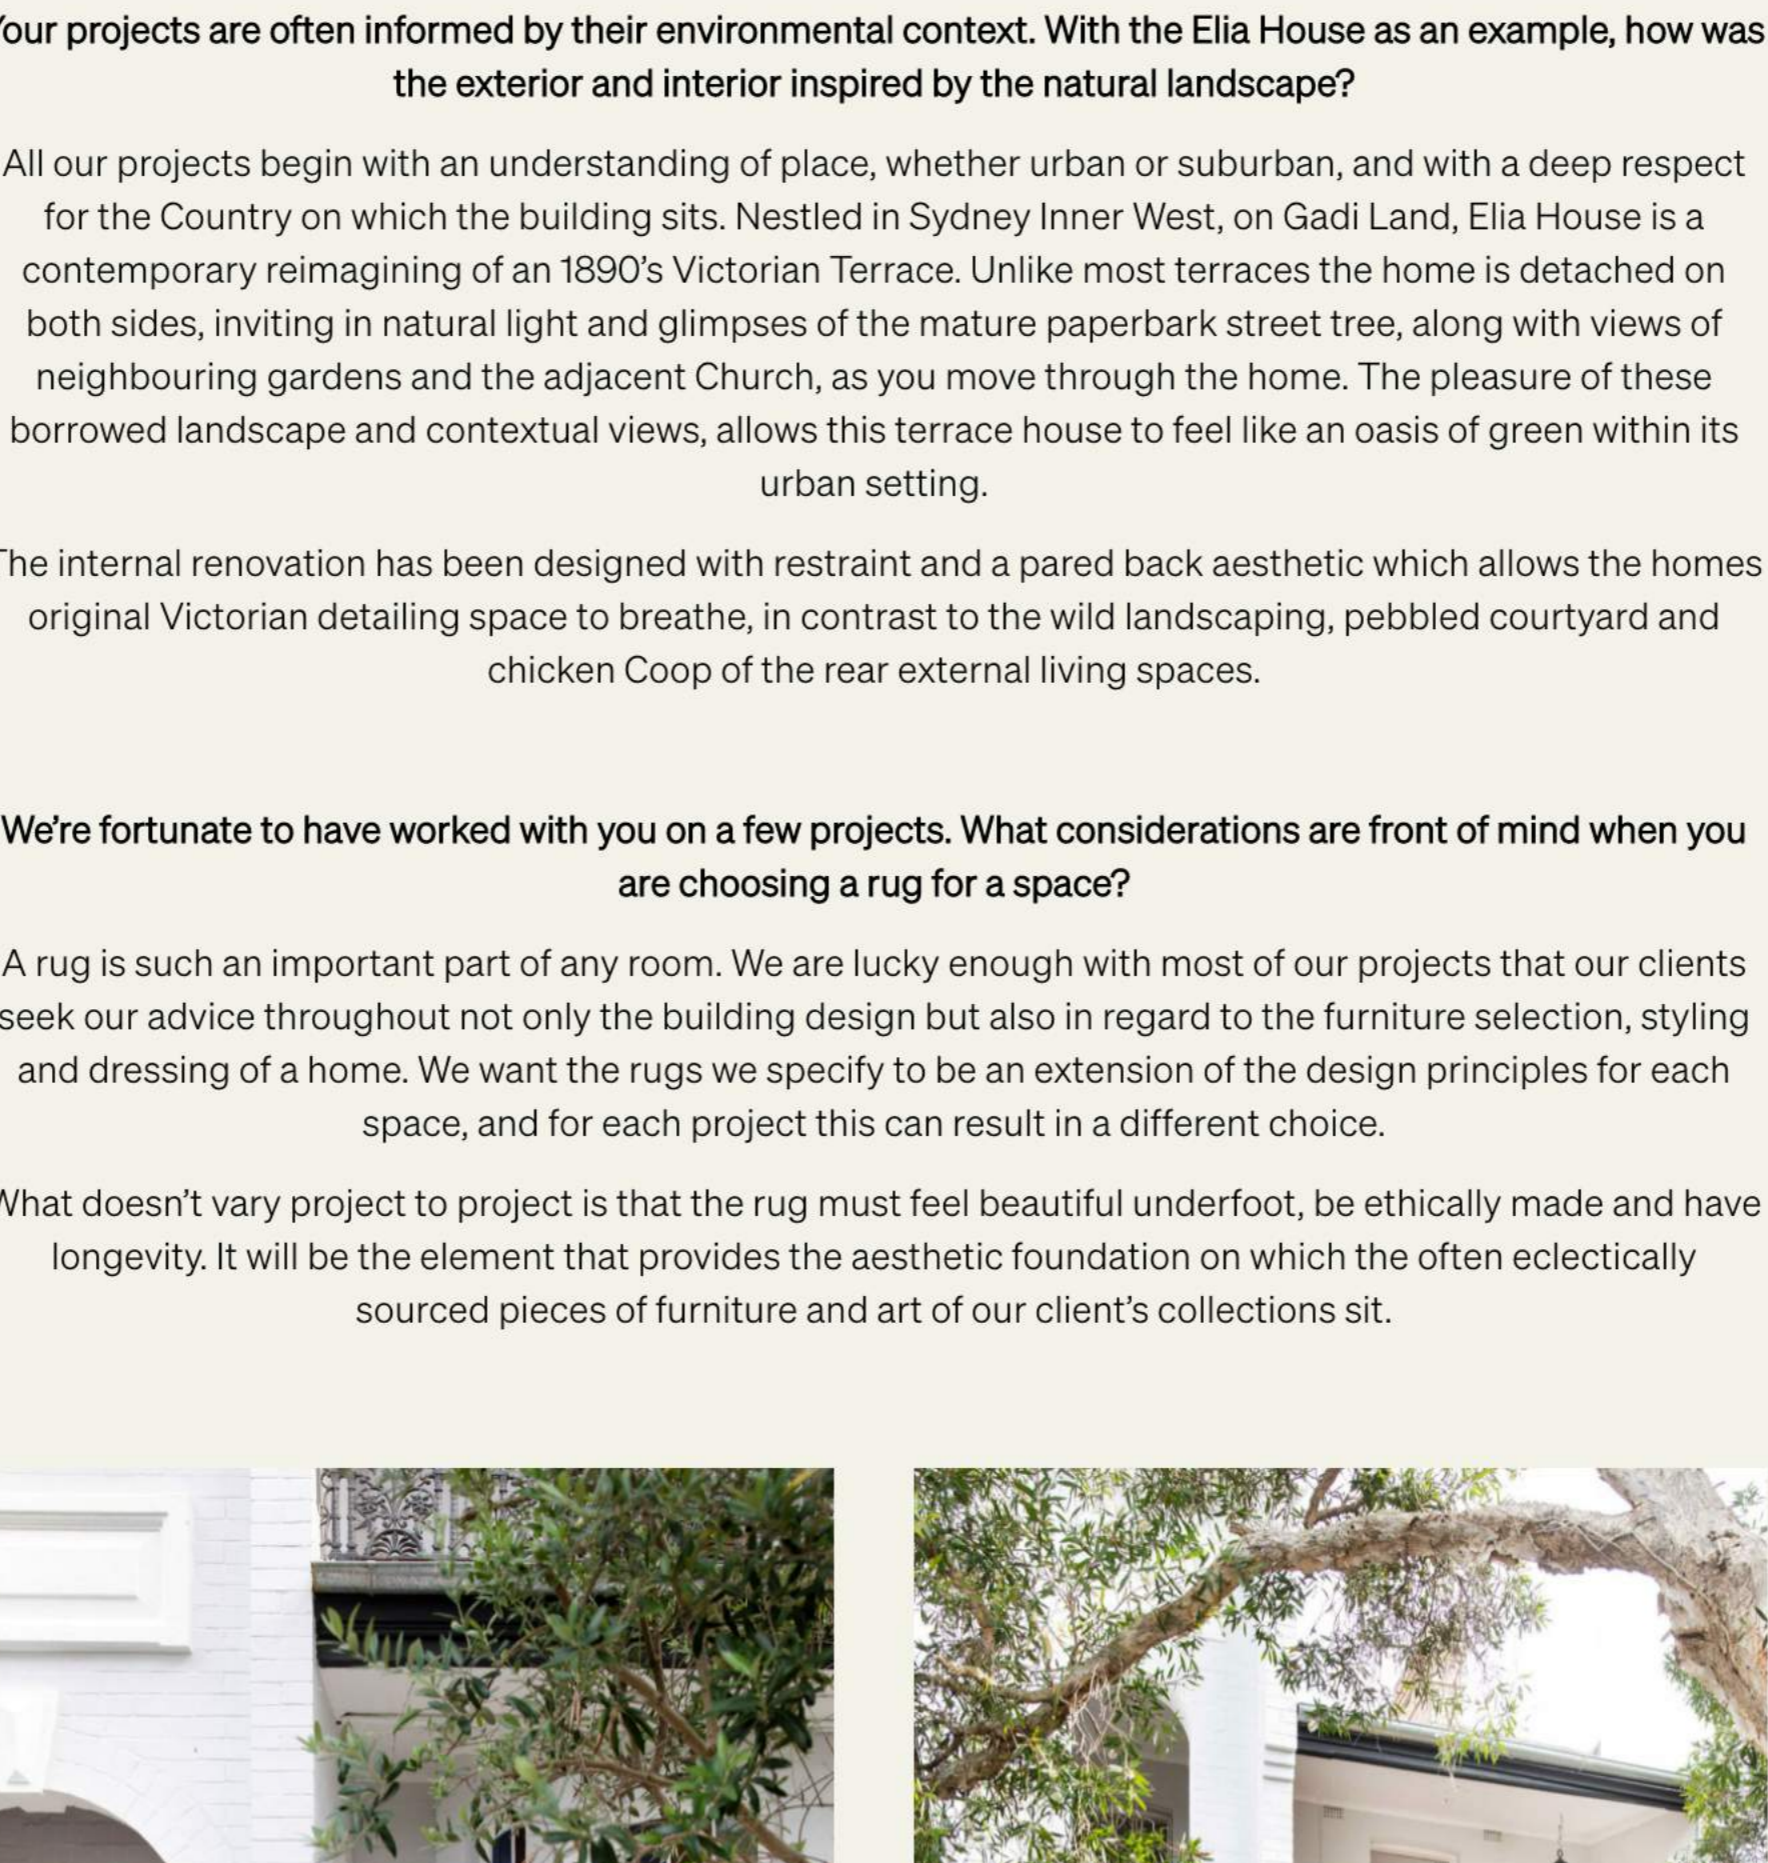 Your projects are often informed by their environmental context. With the Elia House as an example, how was
the exterior and interior inspired by the natural landscape?
All our projects begin with an understanding of place, whether urban or suburban, and with a deep respect
for the Country on which the building sits. Nestled in Sydney Inner West, on Gadi Land, Elia House is a
contemporary reimagining of an 1890’s Victorian Terrace. Unlike most terraces the home is detached on
both sides, inviting in natural light and glimpses of the mature paperbark street tree, along with views of
neighbouring gardens and the adjacent Church, as you move through the home. The pleasure of these
borrowed landscape and contextual views, allows this terrace house to feel like an oasis of green within its
urban setting.
The internal renovation has been designed with restraint and a pared back aesthetic which allows the homes
original Victorian detailing space to breathe, in contrast to the wild landscaping, pebbled courtyard and
chicken Coop of the rear external living spaces.
We’re fortunate to have worked with you on a few projects. What considerations are front of mind when you
are choosing a rug for a space?
A rug is such an important part of any room. We are lucky enough with most of our projects that our clients
seek our advice throughout not only the building design but also in regard to the furniture selection, styling
and dressing of a home. We want the rugs we specify to be an extension of the design principles for each
space, and for each project this can result in a different choice.
What doesn’t vary project to project is that the rug must feel beautiful underfoot, be ethically made and have
longevity. It will be the element that provides the aesthetic foundation on which the often eclectically
sourced pieces of furniture and art of our client’s collections sit.